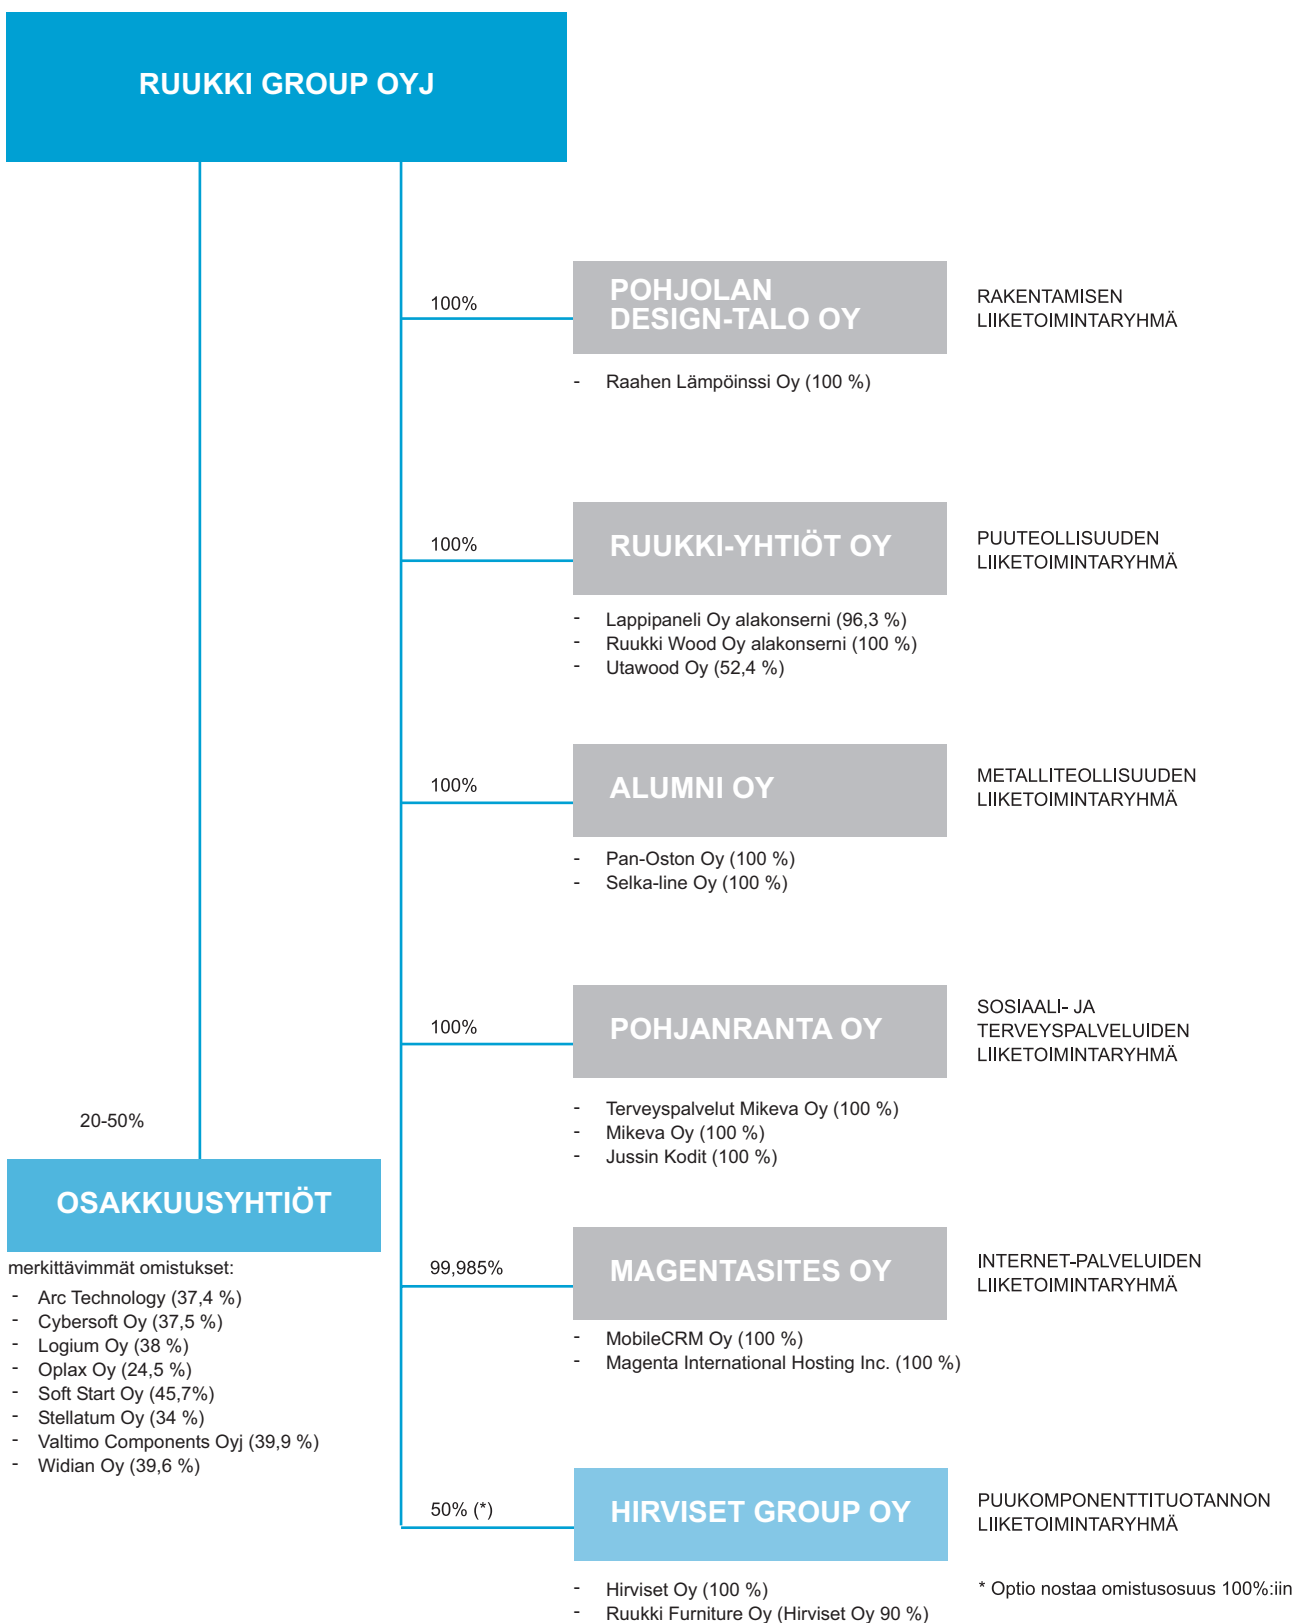 RUUKKI GROUP OYJ
100%
POHJOLAN
DESIGN-TALO OY
RAKENTAMISEN
LIIKETOIMINTARYHMÄ
- Raahen Lämpöinssi Oy (100 %)
100%
RUUKKI-YHTIÖT OY
PUUTEOLLISUUDEN
LIIKETOIMINTARYHMÄ
- Lappipaneli Oy alakonserni (96,3 %)
- Ruukki Wood Oy alakonserni (100 %)
- Utawood Oy (52,4 %)
100%
ALUMNI OY
METALLITEOLLISUUDEN
LIIKETOIMINTARYHMÄ
- Pan-Oston Oy (100 %)
- Selka-line Oy (100 %)
100%
POHJANRANTA OY
SOSIAALI- JA
TERVEYSPALVELUIDEN
LIIKETOIMINTARYHMÄ
- Terveyspalvelut Mikeva Oy (100 %)
- Mikeva Oy (100 %)
- Jussin Kodit (100 %)
20-50%
OSAKKUUSYHTIÖT
merkittävimmät omistukset:
- Arc Technology (37,4 %)
- Cybersoft Oy (37,5 %)
- Logium Oy (38 %)
- Oplax Oy (24,5 %)
- Soft Start Oy (45,7%)
- Stellatum Oy (34 %)
- Valtimo Components Oyj (39,9 %)
- Widian Oy (39,6 %)
99,985%
MAGENTASITES OY
INTERNET-PALVELUIDEN
LIIKETOIMINTARYHMÄ
- MobileCRM Oy (100 %)
- Magenta International Hosting Inc. (100 %)
50% (*)
HIRVISET GROUP OY
PUUKOMPONENTTITUOTANNON
LIIKETOIMINTARYHMÄ
- Hirviset Oy (100 %)
- Ruukki Furniture Oy (Hirviset Oy 90 %)
* Optio nostaa omistusosuus 100%:iin